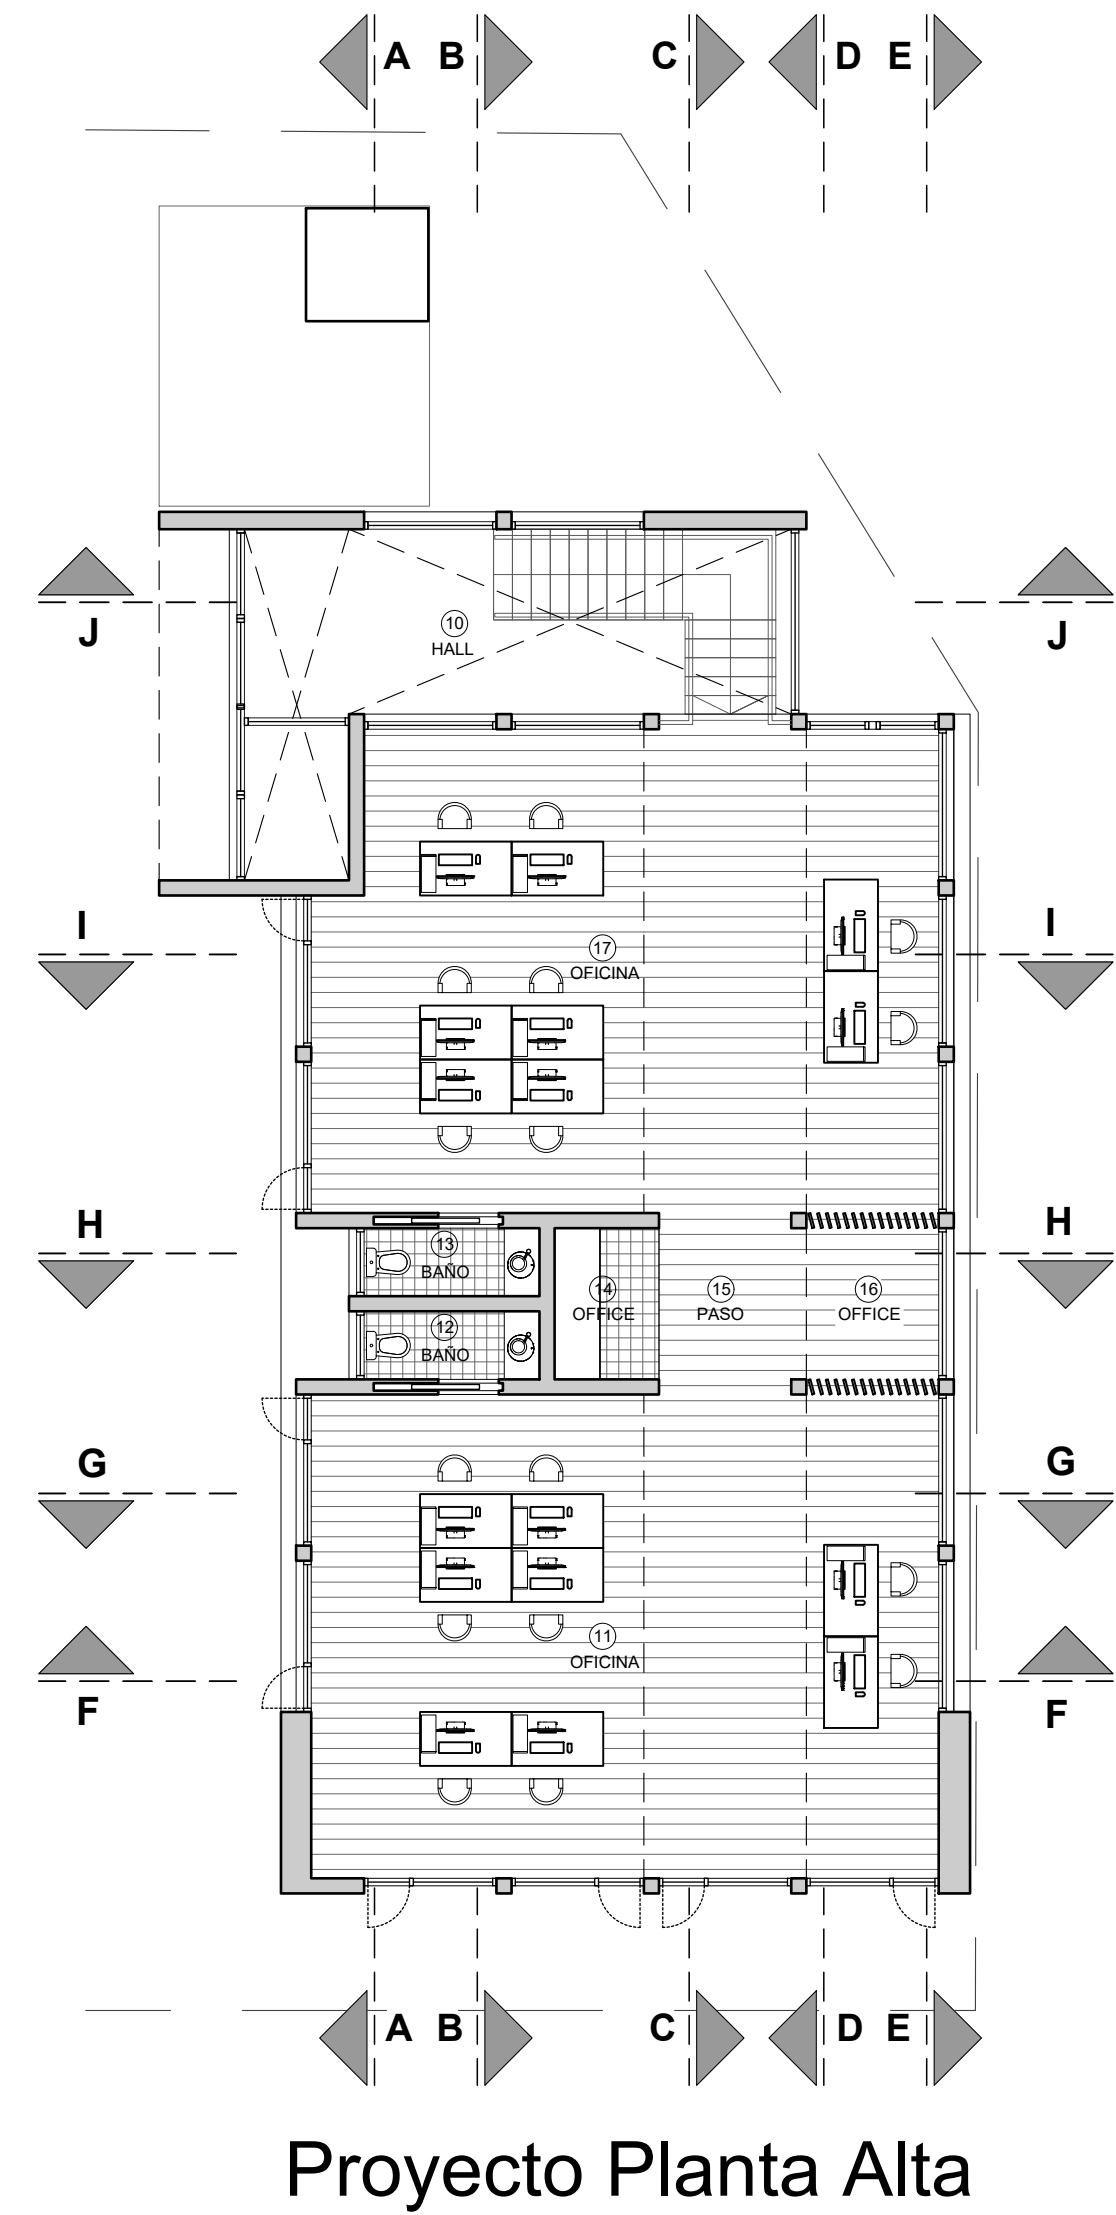 A B C D E
J J
10
HALL
I I
17
OFICINA
H H
13
BAÑO
14
OFFICE
15
PASO
16
OFFICE
12
BAÑO
G G
11
OFICINA
F F
A B C D E
Proyecto Planta Alta